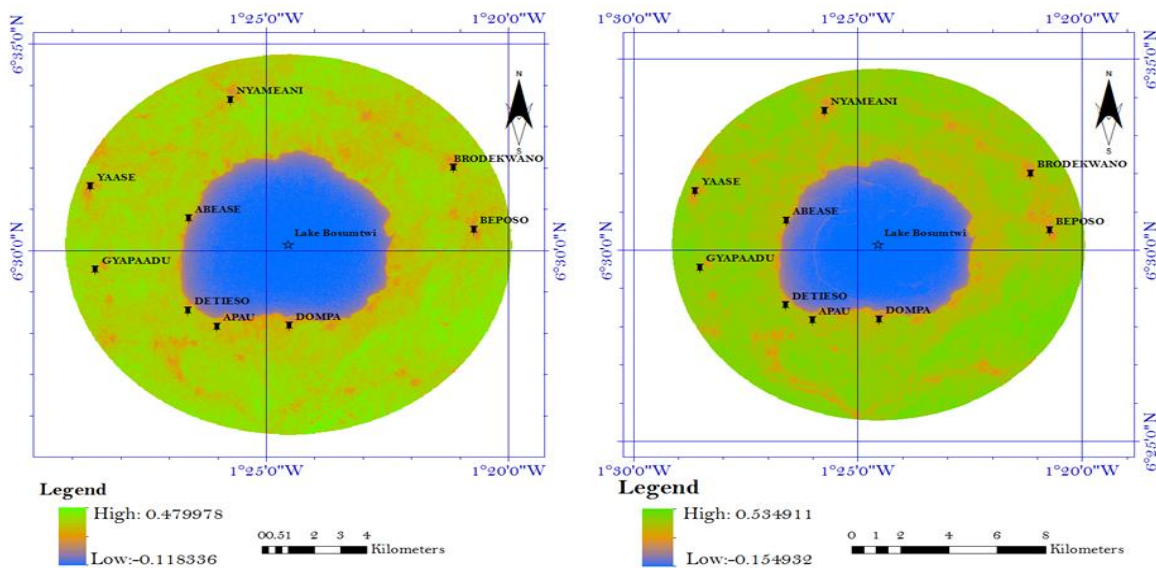 1°25'0"W 1°20'0"W
6°35'0"N
N
S
NYAMEANI
BRODEKWANO
YAASE
ABEASE
BEPOSO
Lake Bosumtwi
6°30'0"N
GYAPAADU
DETIESO
APAU
DOMPA
1°25'0"W 1°20'0"W
Legend
High: 0.479978
Low:-0.118336
0 0.5 1 2 3 4
Kilometers
1°30'0"W 1°25'0"W 1°20'0"W
6°35'0"N
N
S
NYAMEANI
BRODEKWANO
YAASE
ABEASE
BEPOSO
Lake Bosumtwi
6°30'0"N
6°30'0"N
GYAPAADU
DETIESO
APAU
DOMPA
6°25'0"N
1°30'0"W 1°25'0"W 1°20'0"W
Legend
High: 0.534911
Low: -0.154932
0 1 2 4 6 8
Kilometers